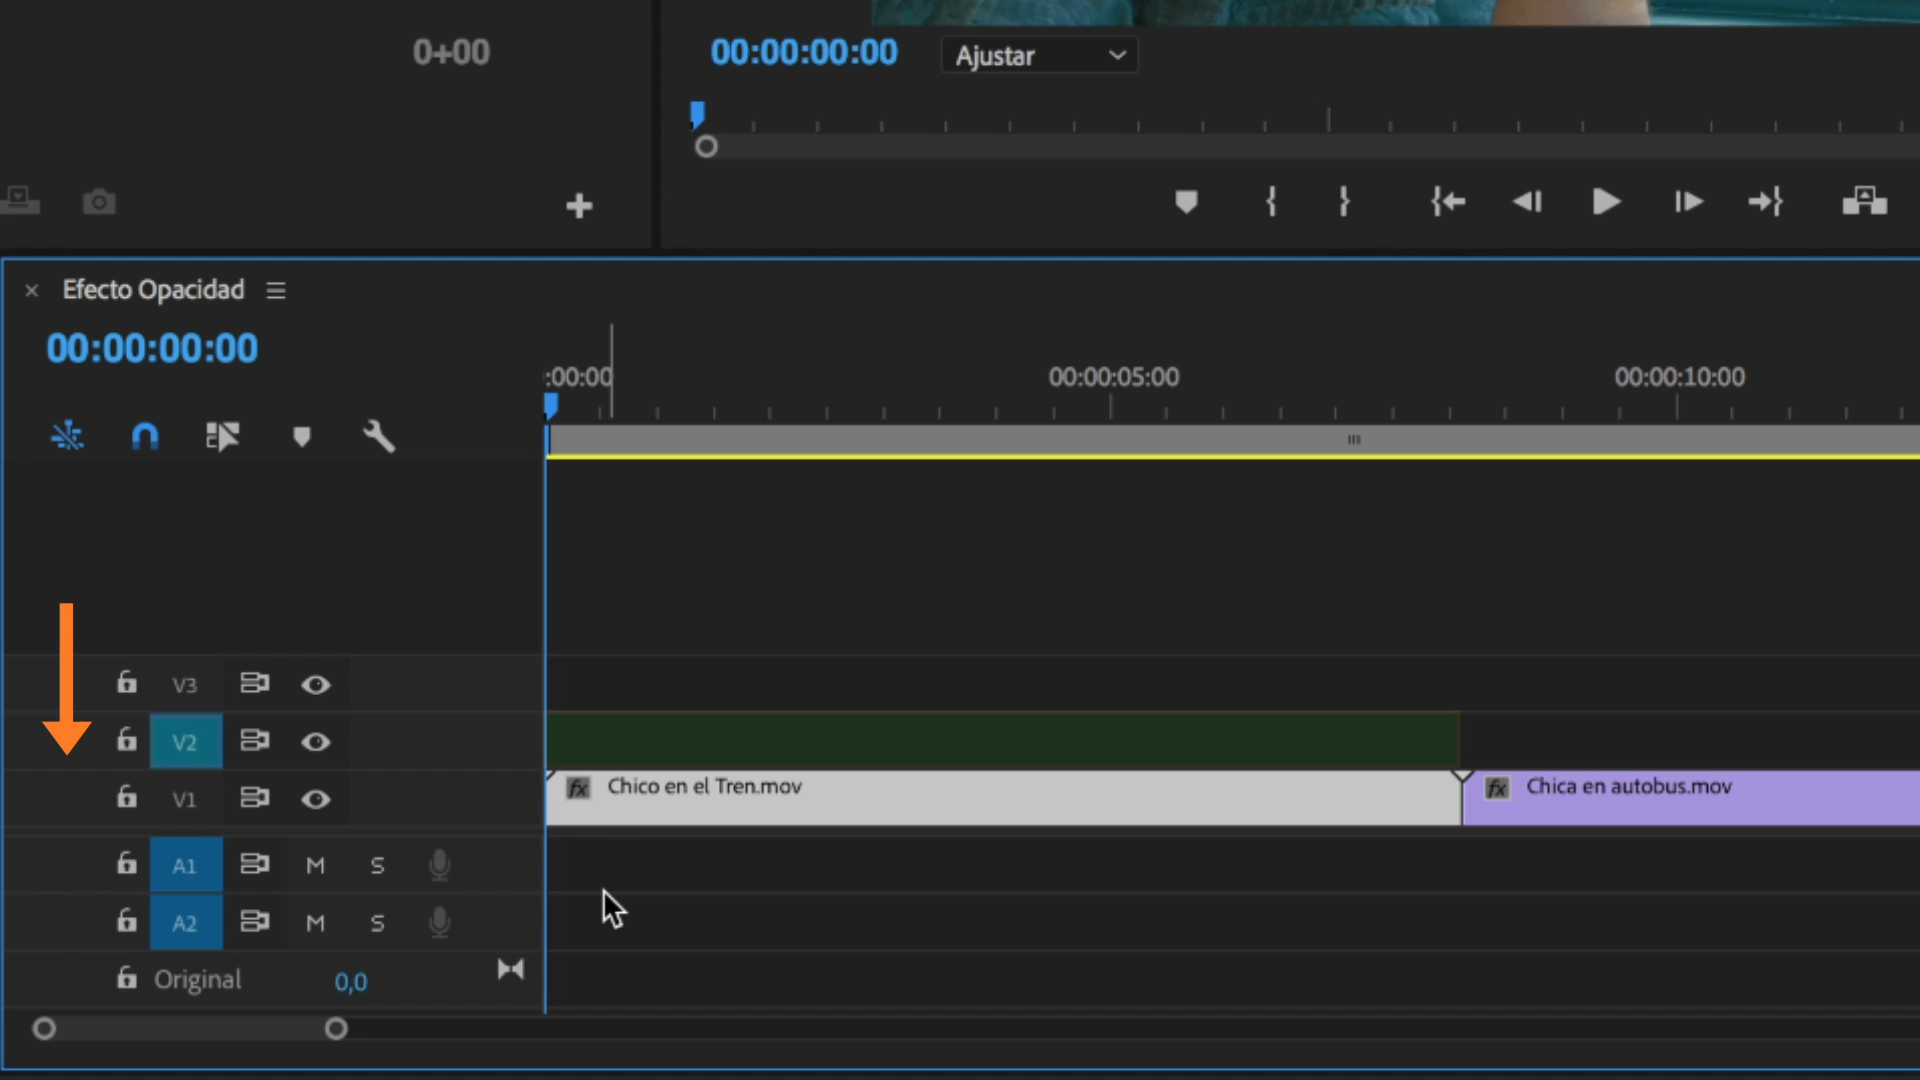 0+00
00:00:00:00 Ajustar
× Efecto Opacidad
00:00:00:00
:00:00 00:00:05:00 00:00:10:00
V3
V2
V1 fx Chico en el Tren.mov fx Chica en autobus.mov
A1 M S
A2 M S
Original 0,0